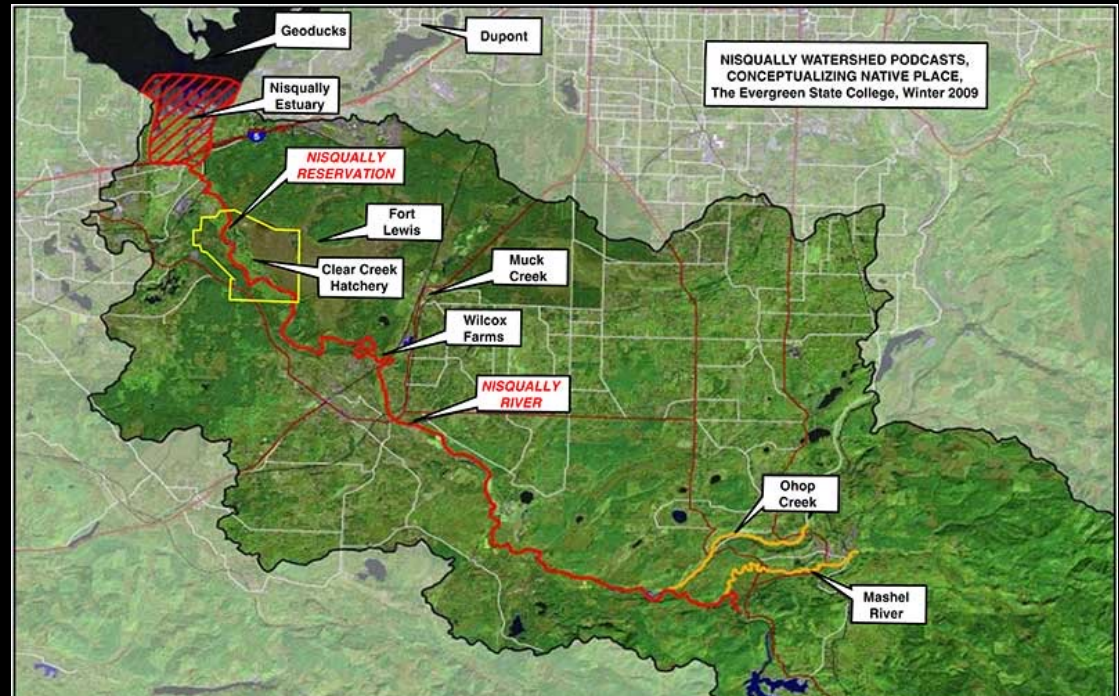 Geoducks
Dupont
NISQUALLY WATERSHED PODCASTS,
CONCEPTUALIZING NATIVE PLACE,
The Evergreen State College, Winter 2009
Nisqually
Estuary
5
NISQUALLY
RESERVATION
Fort
Lewis
Clear Creek
Hatchery
Muck
Creek
Wilcox
Farms
NISQUALLY
RIVER
Ohop
Creek
Mashel
River